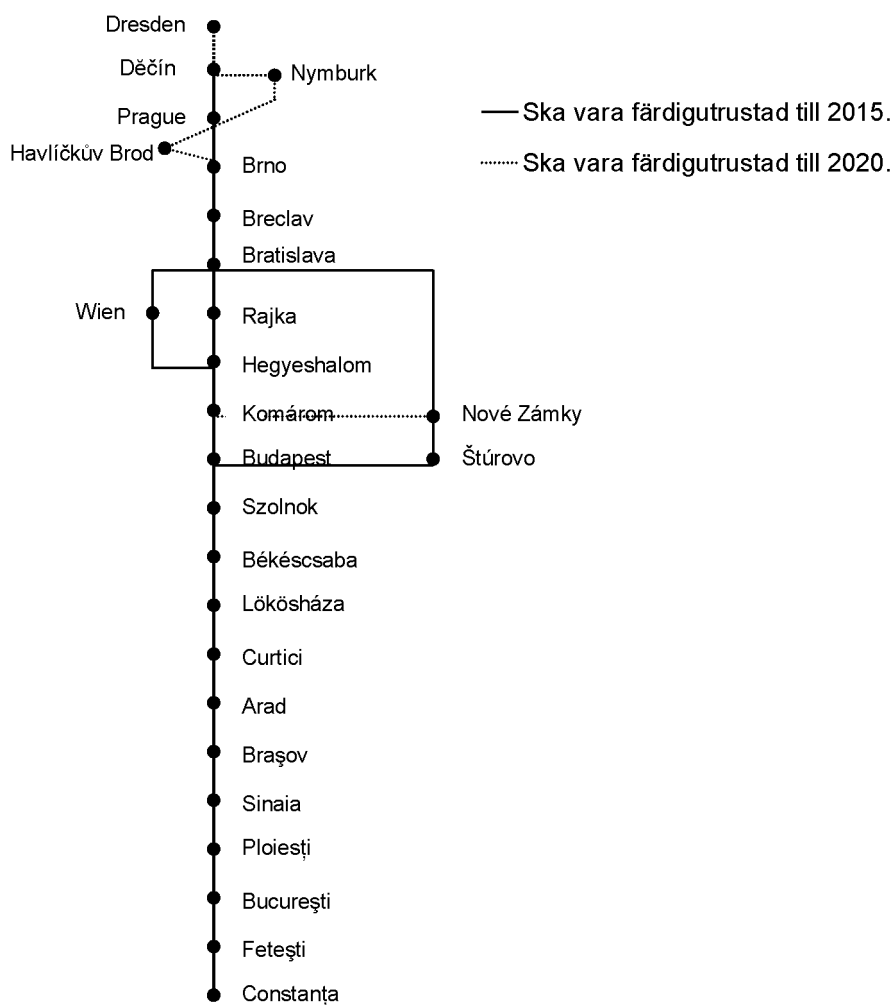 Dresden
Děčín
Nymburk
Prague
Ska vara färdigutrustad till 2015.
Havlíčkův Brod
Brno
Ska vara färdigutrustad till 2020.
Breclav
Bratislava
Wien
Rajka
Hegyeshalom
Komárom
Nové Zámky
Budapest
Štúrovo
Szolnok
Békéscsaba
Lökösháza
Curtici
Arad
Braşov
Sinaia
Ploieşți
Bucureşti
Feteşti
Constanța